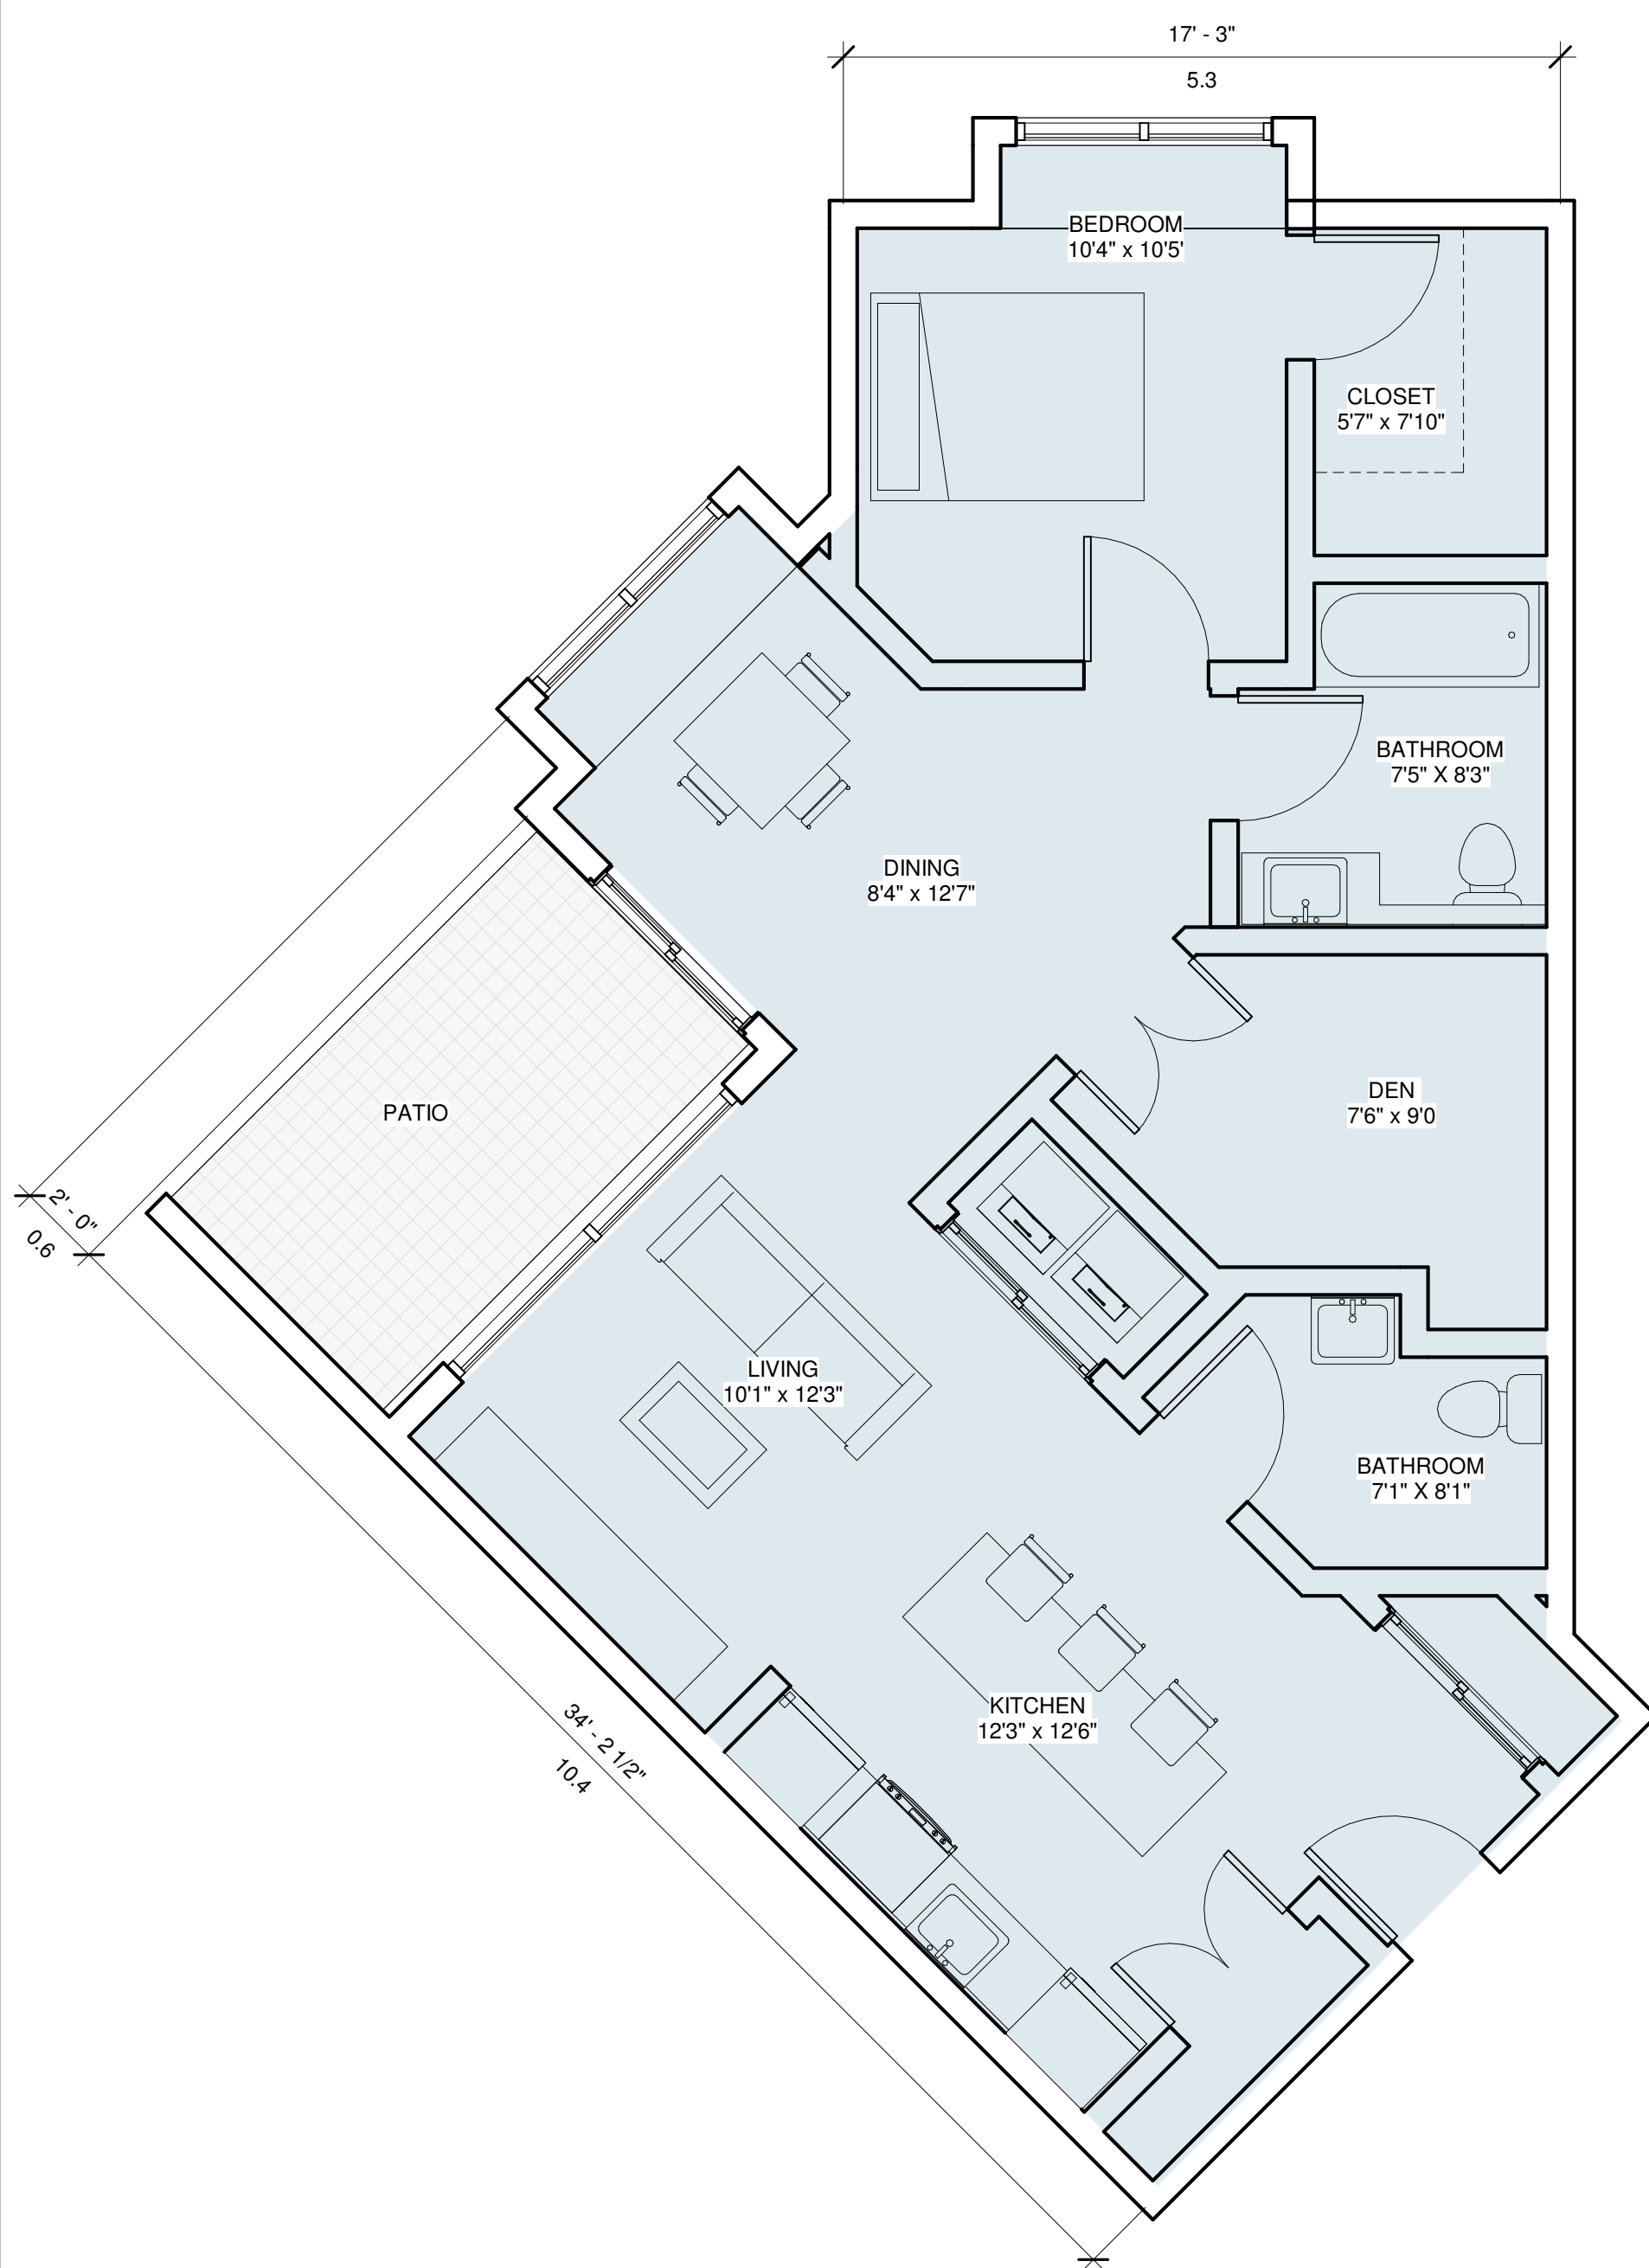 17' - 3"
5.3
BEDROOM
10'4" x 10'5'
CLOSET
5'7" x 7'10"
BATHROOM
7'5" X 8'3"
DINING
8'4" x 12'7"
DEN
7'6" x 9'0
PATIO
2' - 0"
0.6
LIVING
10'1" x 12'3"
BATHROOM
7'1" X 8'1"
KITCHEN
12'3" x 12'6"
34' - 2 1/2"
10.4